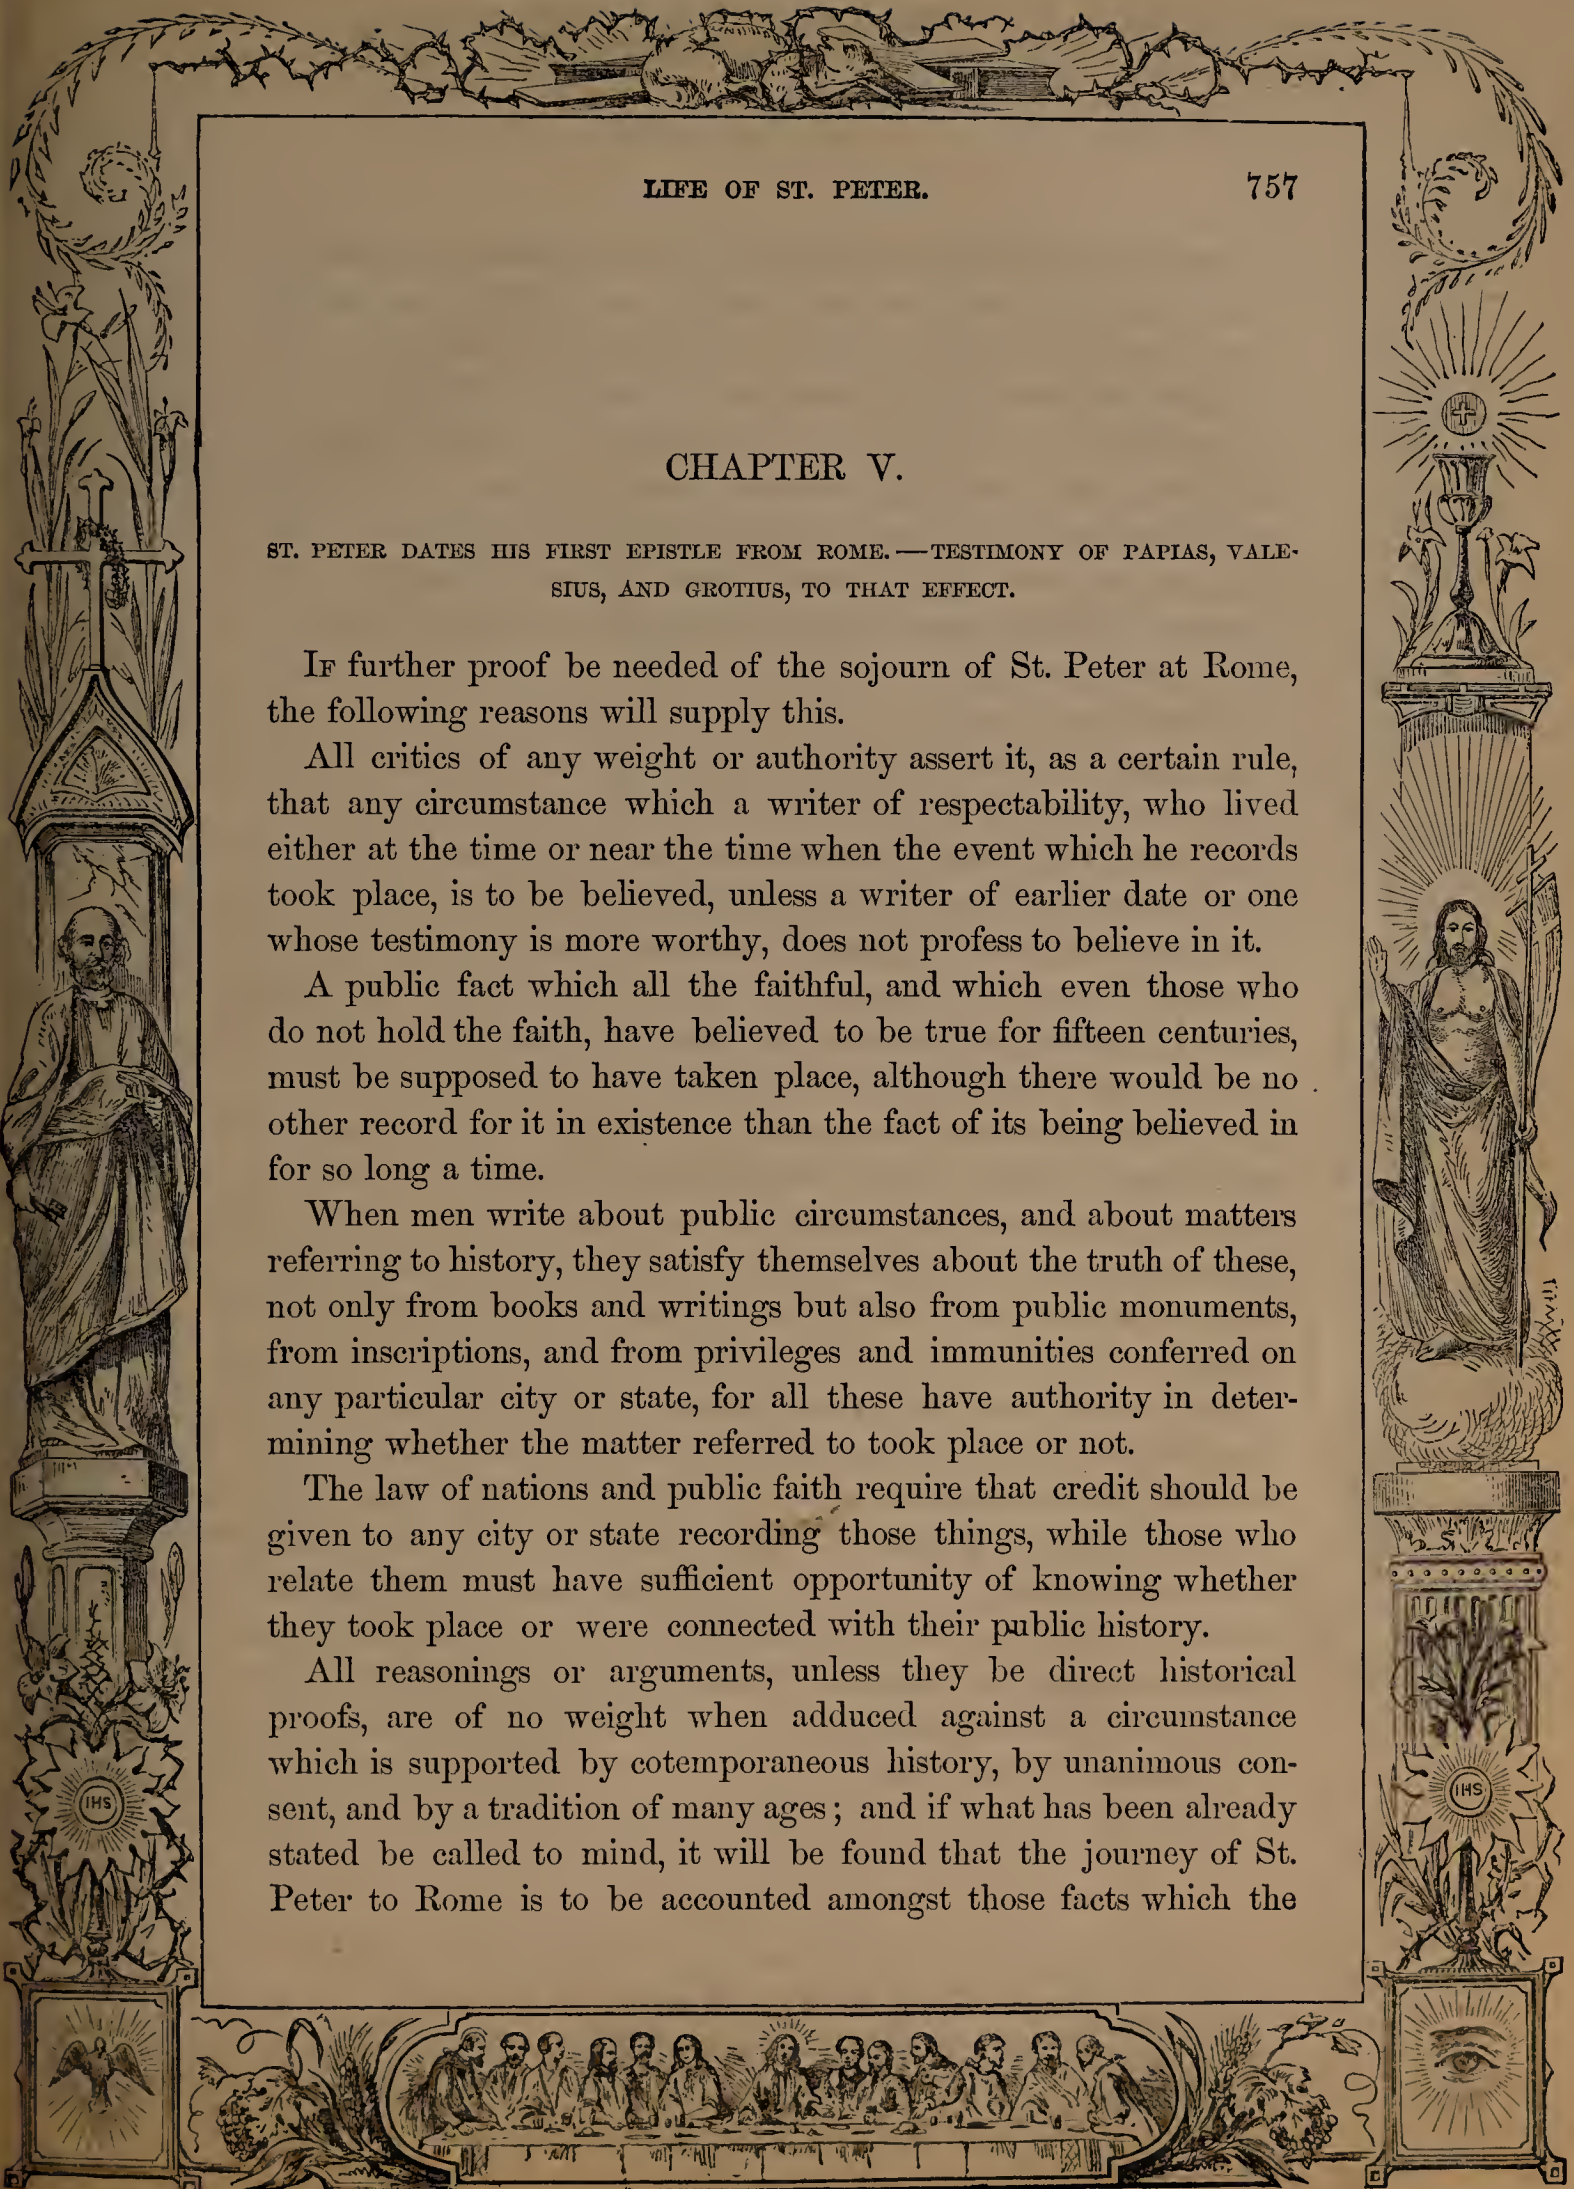 LIFE OF ST. PETER. 757
CHAPTER V.
ST. PETER DATES HIS FIRST EPISTLE FROM ROME.—TESTIMONY OF PAPIAS, VALE-
SIUS, AND GROTIUS, TO THAT EFFECT.
IF further proof be needed of the sojourn of St. Peter at Rome,
the following reasons will supply this.
All critics of any weight or authority assert it, as a certain rule,
that any circumstance which a writer of respectability, who lived
either at the time or near the time when the event which he records
took place, is to be believed, unless a writer of earlier date or one
whose testimony is more worthy, does not profess to believe in it.
A public fact which all the faithful, and which even those who
do not hold the faith, have believed to be true for fifteen centuries,
must be supposed to have taken place, although there would be no
other record for it in existence than the fact of its being believed in
for so long a time.
When men write about public circumstances, and about matters
referring to history, they satisfy themselves about the truth of these,
not only from books and writings but also from public monuments,
from inscriptions, and from privileges and immunities conferred on
any particular city or state, for all these have authority in deter-
mining whether the matter referred to took place or not.
The law of nations and public faith require that credit should be
given to any city or state recording those things, while those who
relate them must have sufficient opportunity of knowing whether
they took place or were connected with their public history.
All reasonings or arguments, unless they be direct historical
proofs, are of no weight when adduced against a circumstance
which is supported by cotemporaneous history, by unanimous con-
sent, and by a tradition of many ages; and if what has been already
stated be called to mind, it will be found that the journey of St.
Peter to Rome is to be accounted amongst those facts which the
IHS
IHS